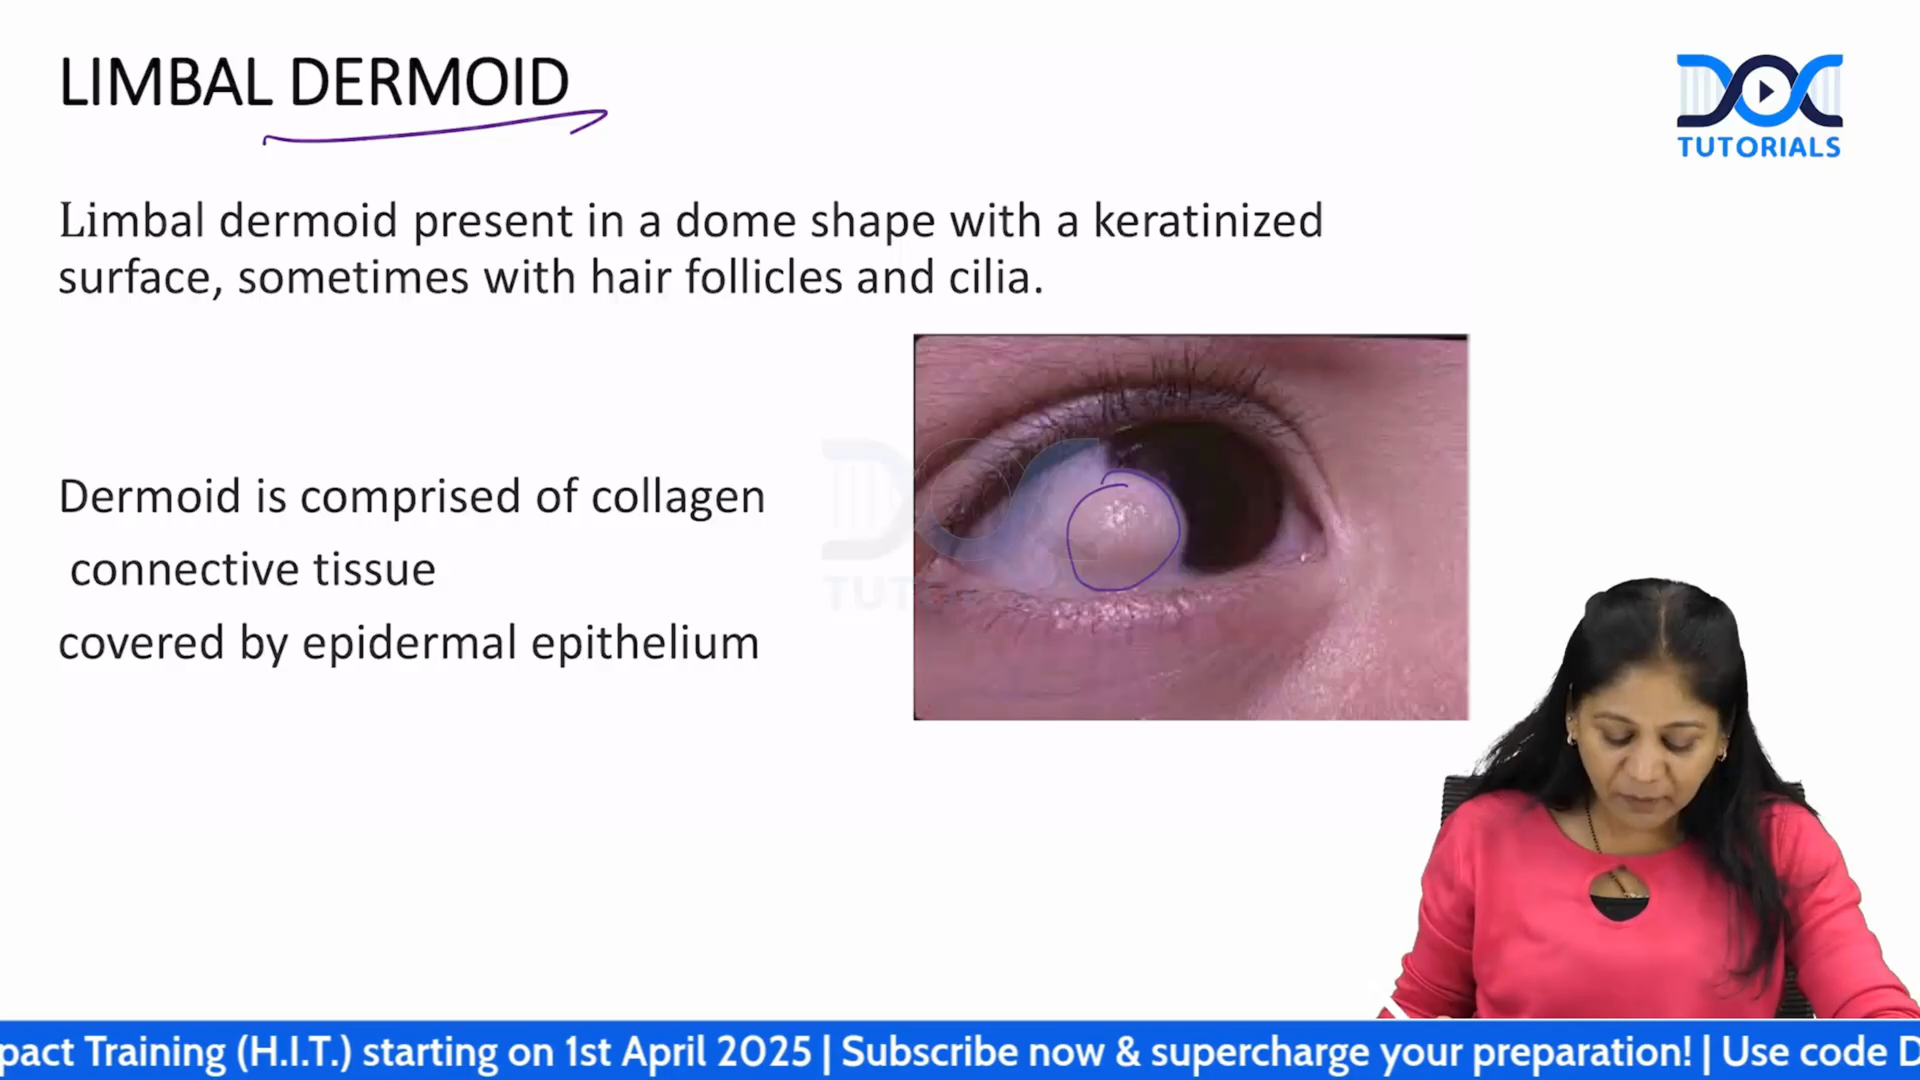 LIMBAL DERMOID
DOC
TUTORIALS
Limbal dermoid present in a dome shape with a keratinized
surface, sometimes with hair follicles and cilia.
Dermoid is comprised of collagen
connective tissue
covered by epidermal epithelium
pact Training (H.I.T.) starting on 1st April 2025 | Subscribe now & supercharge your preparation! | Use code D